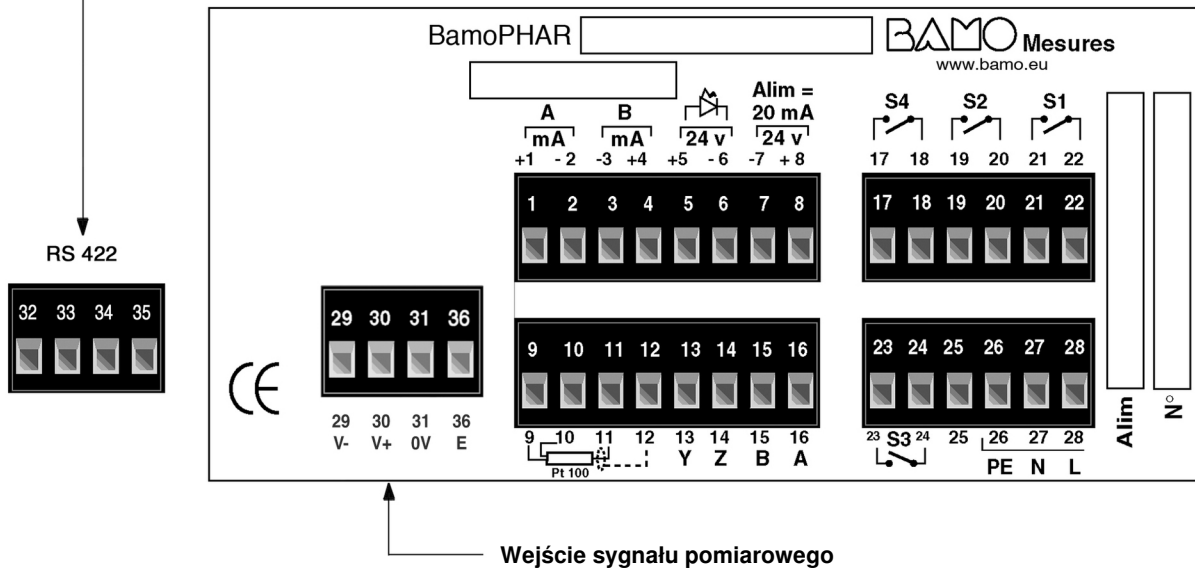 BamoPHAR
BAMO Mesures
www.bamo.eu
A B Alim =
20 mA
mA mA 24 v 24 v
+1 - 2 -3 +4 +5 - 6 -7 + 8
S4 S2 S1
17 18 19 20 21 22
1 2 3 4 5 6 7 8
17 18 19 20 21 22
RS 422
32 33 34 35
29 30 31 36
9 10 11 12 13 14 15 16
23 24 25 26 27 28
CE
29 30 31 36
V- V+ 0V E
9 10 11 12 13 14 15 16
Pt 100
Y Z B A
23 S3 24 25 26 27 28
PE N L
Alim
N°
Wejście sygnału pomiarowego